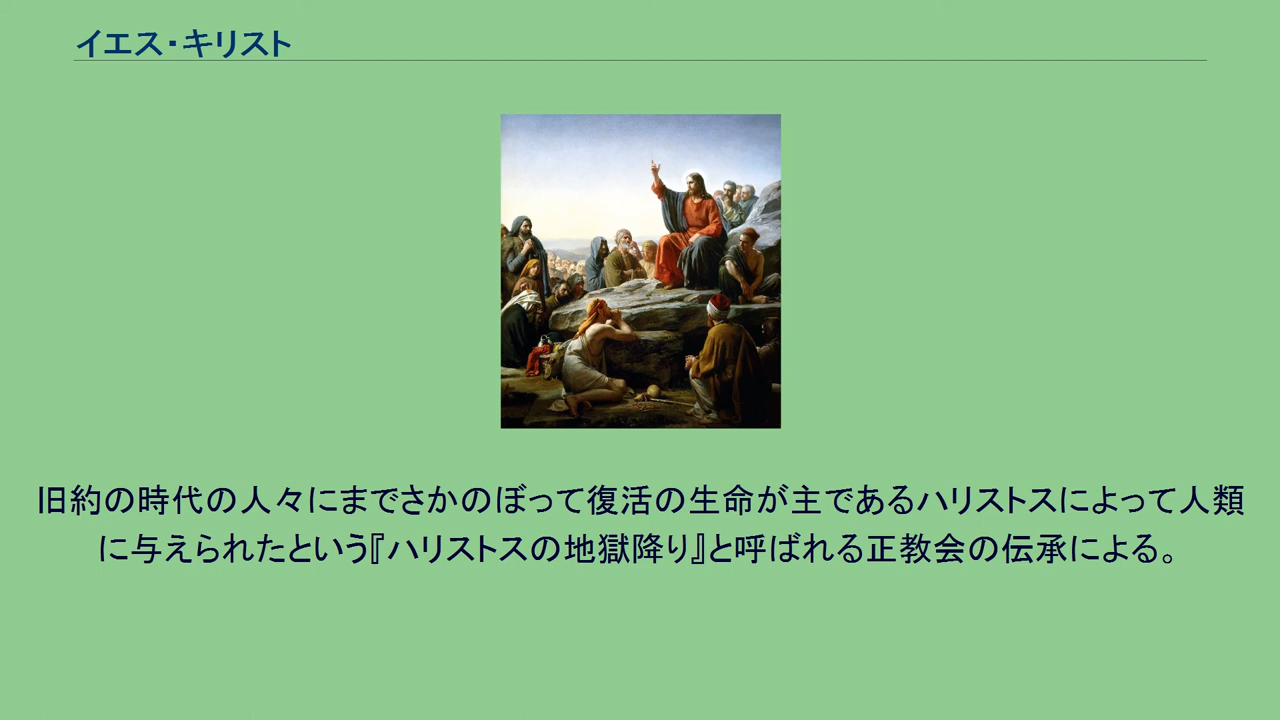 イエス・キリスト
旧約の時代の人々にまでさかのぼって復活の生命が主であるハリストスによって人類
に与えられたという『ハリストスの地獄降り』と呼ばれる正教会の伝承による。